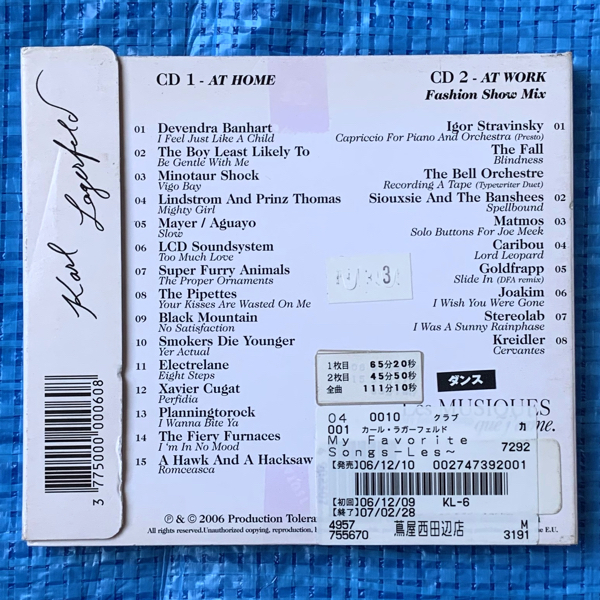 Karl Lagerfeld
3 775000 000608
CD 1 - AT HOME
01 Devendra Banhart
I Feel Just Like A Child
02 The Boy Least Likely To
Be Gentle With Me
03 Minotaur Shock
Vigo Bay
04 Lindstrom And Prinz Thomas
Mighty Girl
05 Mayer / Aguayo
Slow
06 LCD Soundsystem
Too Much Love
07 Super Furry Animals
The Proper Ornaments
08 The Pipettes
Your Kisses Are Wasted On Me
09 Black Mountain
No Satisfaction
10 Smokers Die Younger
Yer Actual
11 Electrelane
Eight Steps
12 Xavier Cugat
Perfidia
13 Planningtorock
I Wanna Bite Ya
14 The Fiery Furnaces
I 'm In No Mood
15 A Hawk And A Hacksaw
Romceasca
CD 2 - AT WORK
Fashion Show Mix
Igor Stravinsky 01
Capriccio For Piano And Orchestra (Presto)
The Fall
Blindness
The Bell Orchestre
Recording A Tape (Typewriter Duet)
Siouxsie And The Banshees 02
Spellbound
Matmos 03
Solo Buttons For Joe Meek
Caribou 04
Lord Leopard
Goldfrapp 05
Slide In (DFA remix)
Joakim 06
I Wish You Were Gone
Stereolab 07
I Was A Sunny Rainphase
Kreidler 08
Cervantes
1枚目 65分20秒
2枚目 45分50秒
全曲 111分10秒
ダンス
Les MUSIQUES
que j'aime.
04 0010 クラブ
001 カール・ラガーフェルド カ
My Favorite
Songs-Les~ 7292
[発売]06/12/10 002747392001
[初回]06/12/09 KL-6
[終了]07/02/28
4957 蔦屋西田辺店 M
755670 3191
℗ & © 2006 Production Tolera
All rights reserved.Unauthorized copying, reproduction,
e E.U.